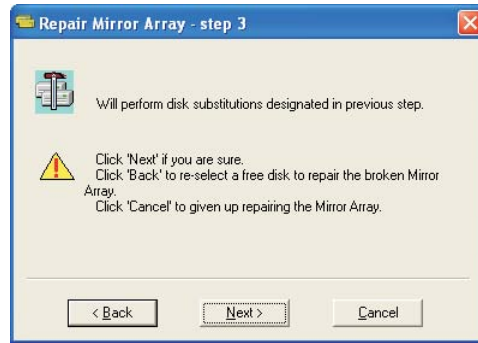 Repair Mirror Array - step 3
Will perform disk substitutions designated in previous step.
Click 'Next' if you are sure.
Click 'Back' to re-select a free disk to repair the broken Mirror
Array.
Click 'Cancel' to given up repairing the Mirror Array.
< Back Next > Cancel